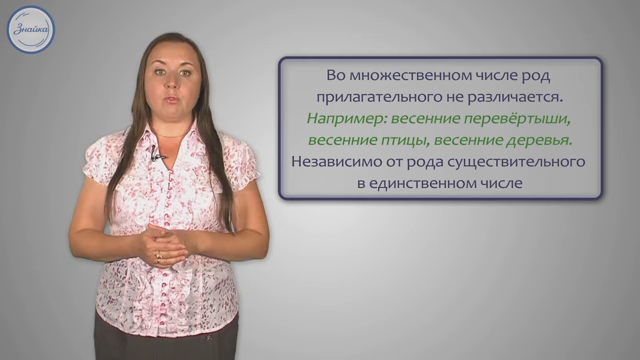 Знайка
Во множественном числе род
прилагательного не различается.
Например: весенние перевёртыши,
весенние птицы, весенние деревья.
Независимо от рода существительного
в единственном числе